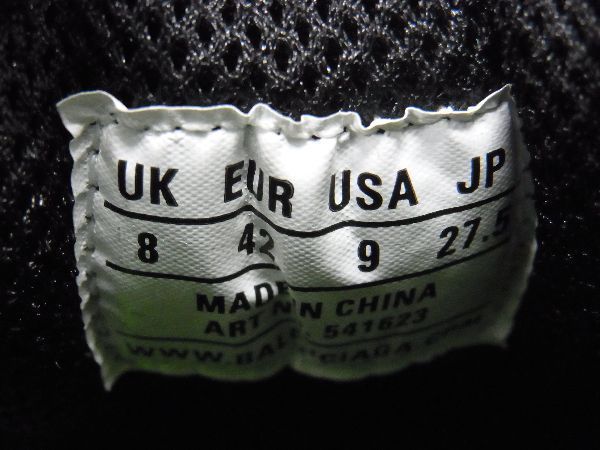 UK EUR USA JP
8 42 9 27.5
MADE IN CHINA
ART N 541623